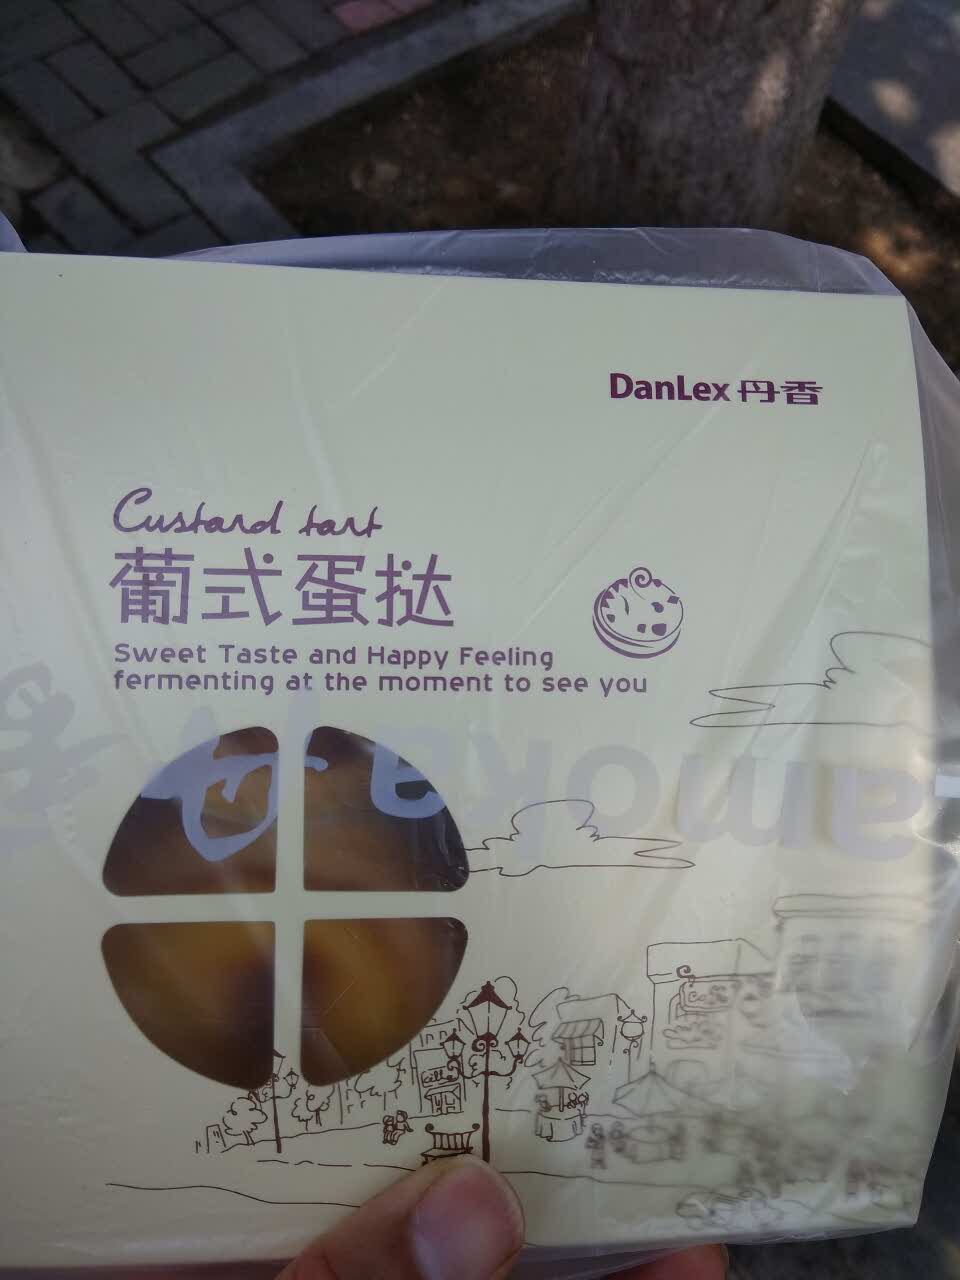 DanLex 丹香
Custard tart
葡式蛋挞
Sweet Taste and Happy Feeling
fermenting at the moment to see you
amoka